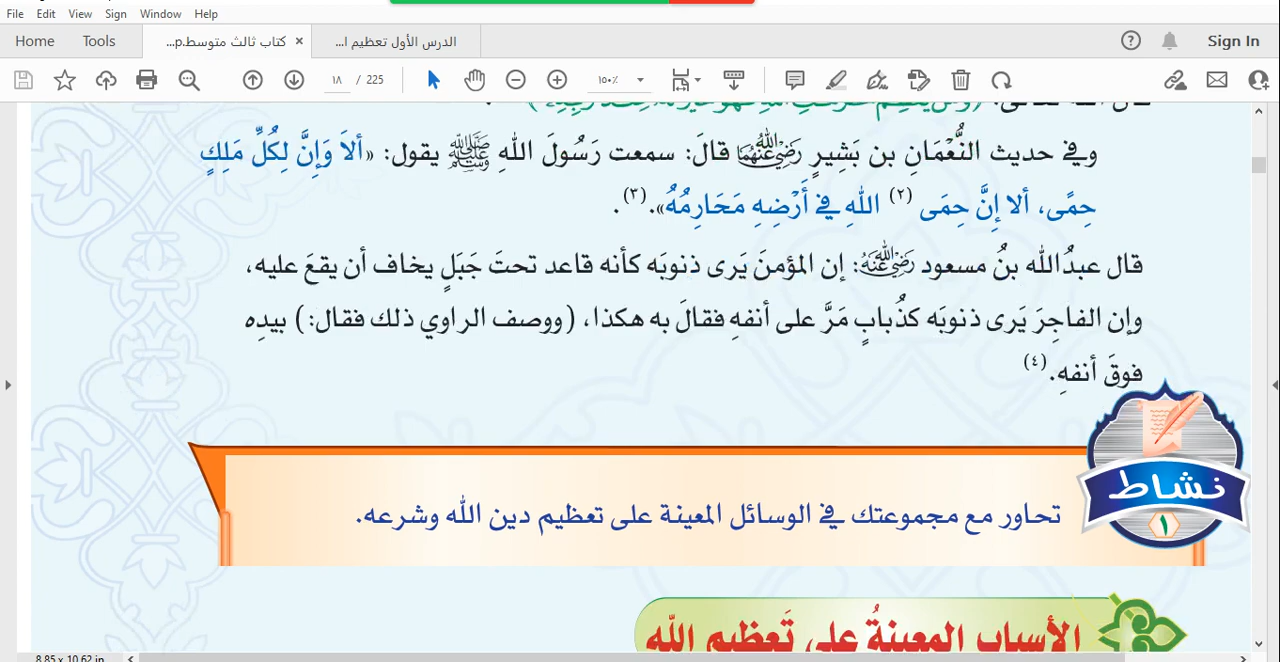 File Edit View Sign Window Help
Home Tools كتاب ثالث متوسط.p... × الدرس الأول تعظيم ا... Sign In
١٨ / 225 ١٥٠٪
وفي حديث النُّعْمَانِ بن بَشِيرٍ رَضِيَ اللهُ عَنْهُمَا قالَ: سمعت رَسُولَ اللهِ ﷺ يقول: «ألاَ وَإِنَّ لِكُلِّ مَلِكٍ
حِمًى، ألا إنَّ حِمَى (٢) اللهِ في أَرْضِهِ مَحَارِمُهُ».(٣).
قال عبدُالله بنُ مسعود رَضِيَ اللهُ عَنْهُ: إن المؤمنَ يَرى ذنوبَه كأنه قاعد تحتَ جَبَلٍ يخاف أن يقعَ عليه،
وإن الفاجِرَ يَرى ذنوبَه كذُبابٍ مَرَّ على أنفهِ فقالَ به هكذا، (ووصف الراوي ذلك فقال:) بيدِه
فوقَ أنفهِ.(٤)
نشاط
١
تحاور مع مجموعتك في الوسائل المعينة على تعظيم دين الله وشرعه.
الأسباب المعينةُ على تَعظيم الله
8.85 x 10.62 in